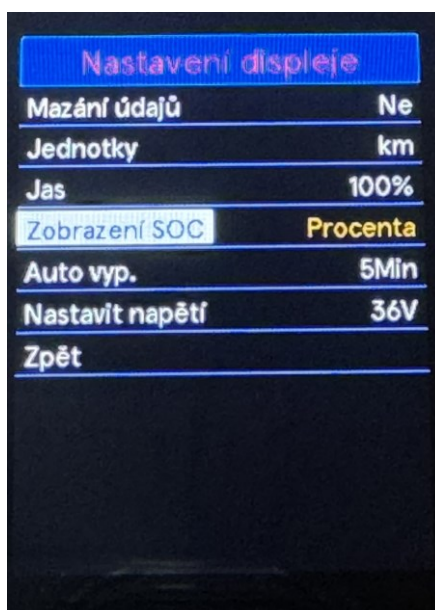 Nastavení displeje
Mazání údajů Ne
Jednotky km
Jas 100%
Zobrazení SOC Procenta
Auto vyp. 5Min
Nastavit napětí 36V
Zpět